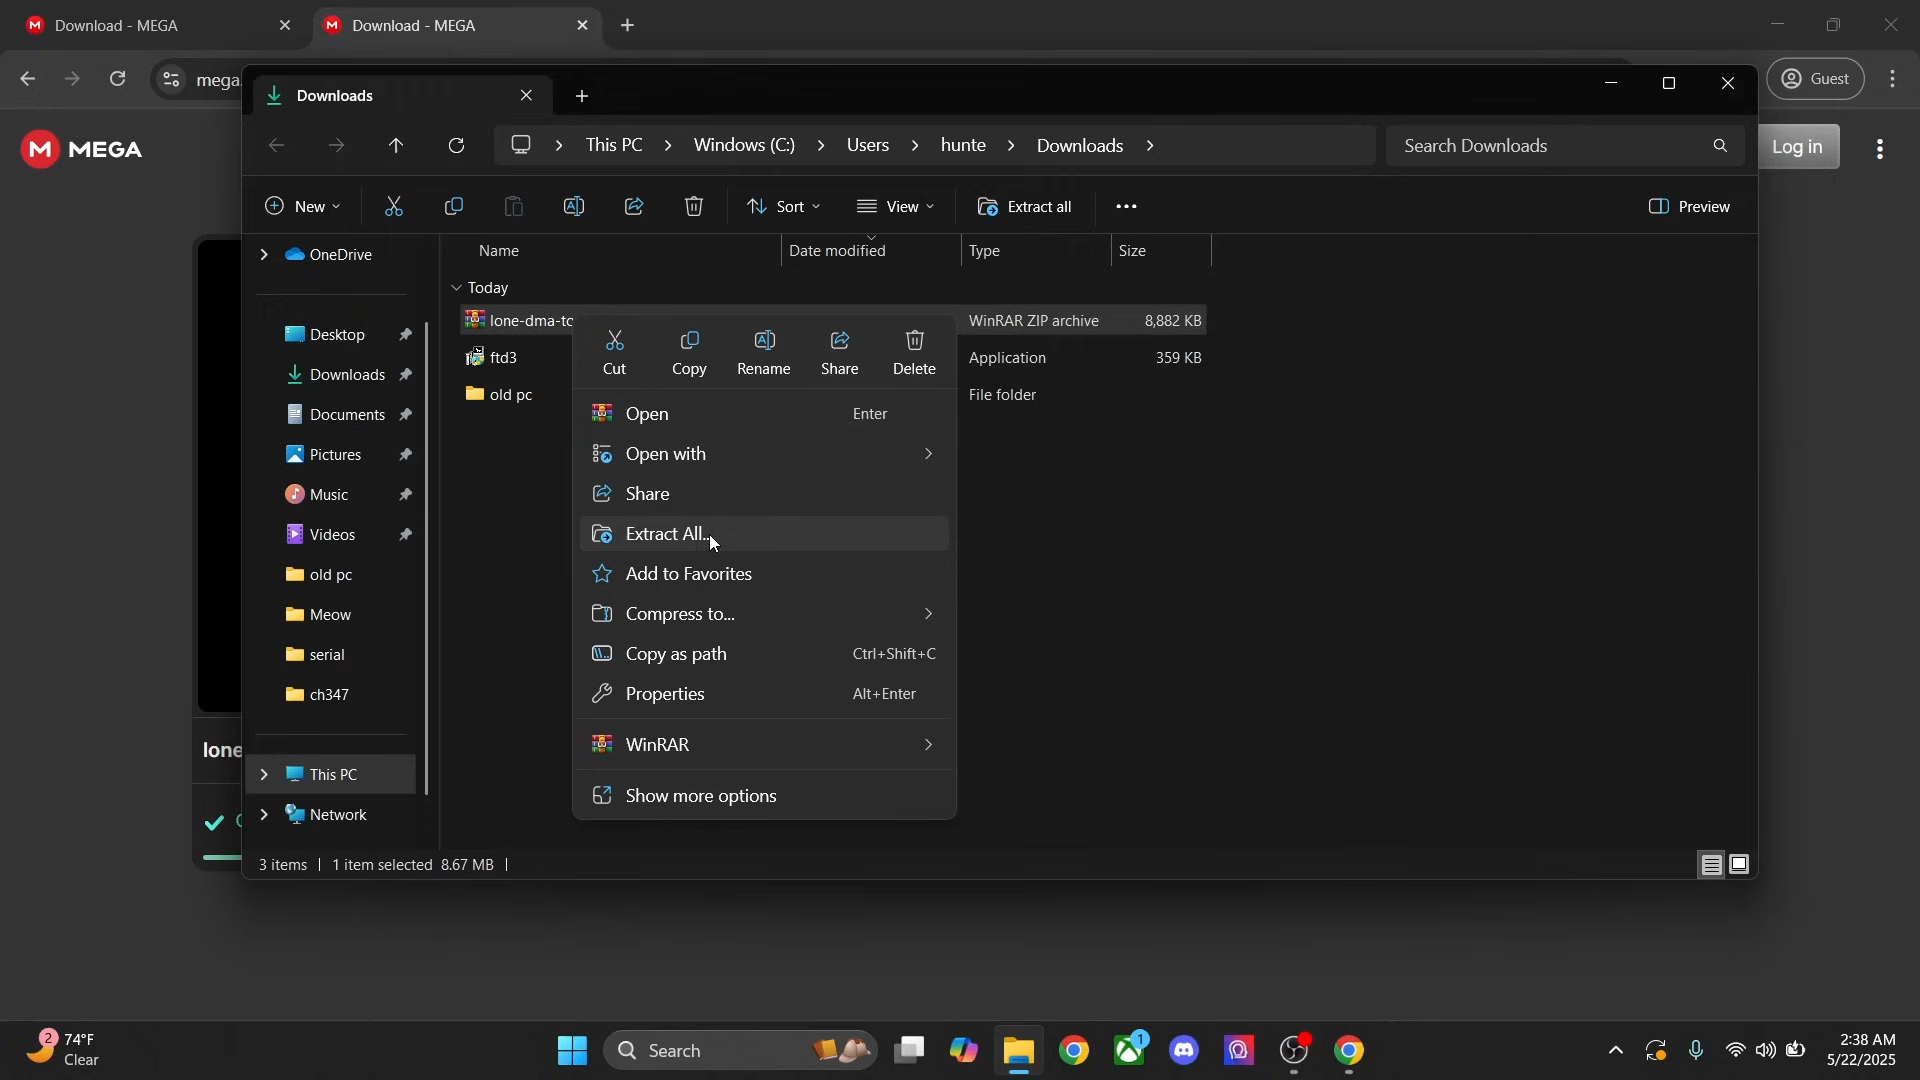 Download - MEGA
Download - MEGA
mega.
Guest
MEGA
Log in
Downloads
This PC
Windows (C:)
Users
hunte
Downloads
Search Downloads
New
Sort
View
Extract all
Preview
Name
Date modified
Type
Size
OneDrive
Desktop
Downloads
Documents
Pictures
Music
Videos
old pc
Meow
serial
ch347
This PC
Network
Today
lone-dma-to
WinRAR ZIP archive
8,882 KB
ftd3
Application
359 KB
old pc
File folder
Cut
Copy
Rename
Share
Delete
Open
Enter
Open with
Share
Extract All...
Add to Favorites
Compress to...
Copy as path
Ctrl+Shift+C
Properties
Alt+Enter
WinRAR
Show more options
lone
3 items
1 item selected 8.67 MB
2
74°F
Clear
Search
1
2:38 AM
5/22/2025